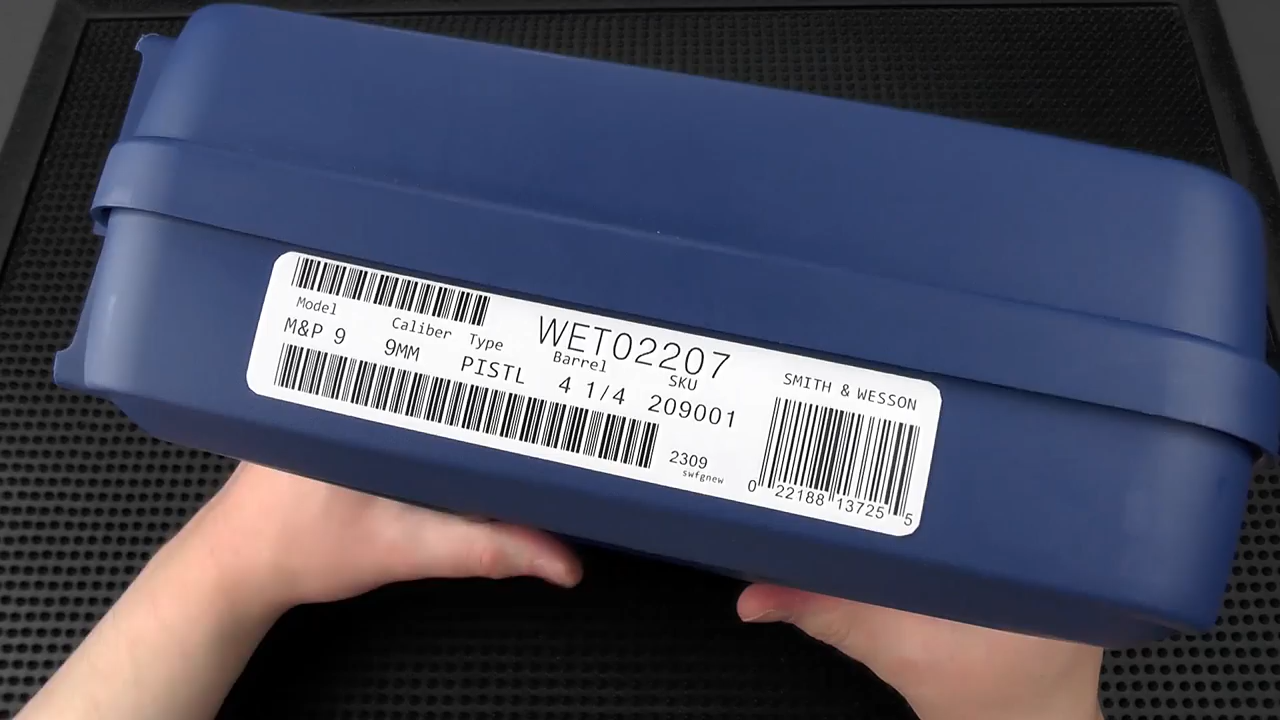 WET02207
Model Caliber Type Barrel SKU
M&P 9 9MM PISTL 4 1/4 209001
2309
swfgnew
SMITH & WESSON
0 22188 13725 5